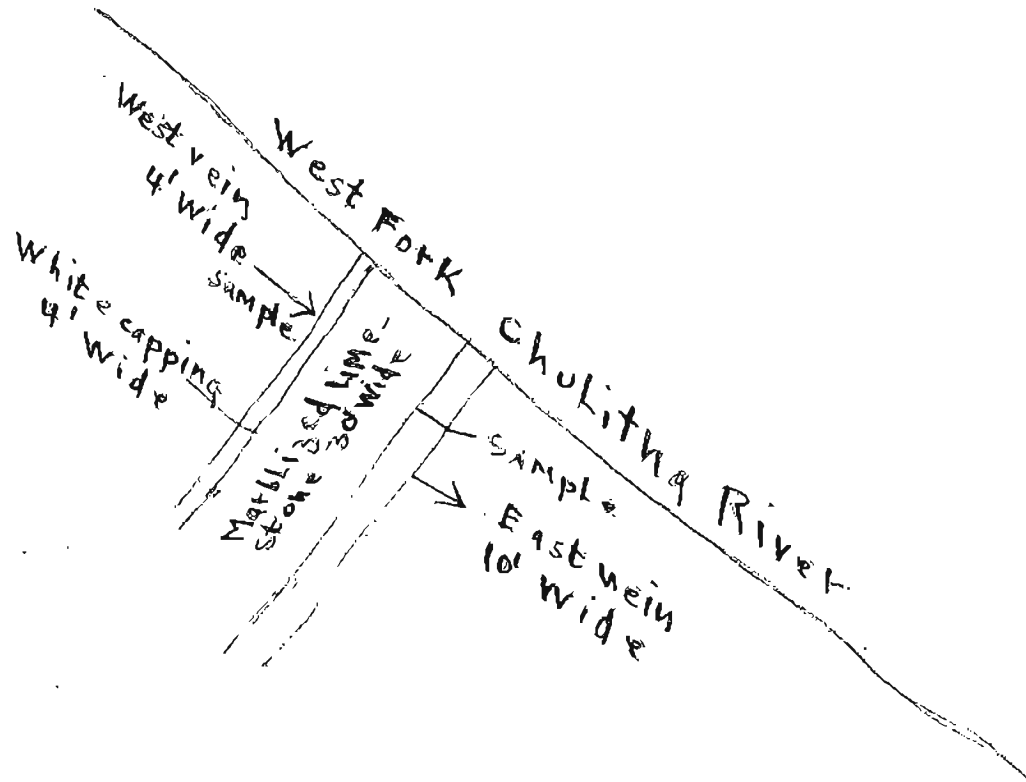 West Fork Chulitna River
West vein
4' Wide
sample
White capping
4' Wide
Marblized Lime-
stone 30' Wide
Sample
East vein
10' Wide